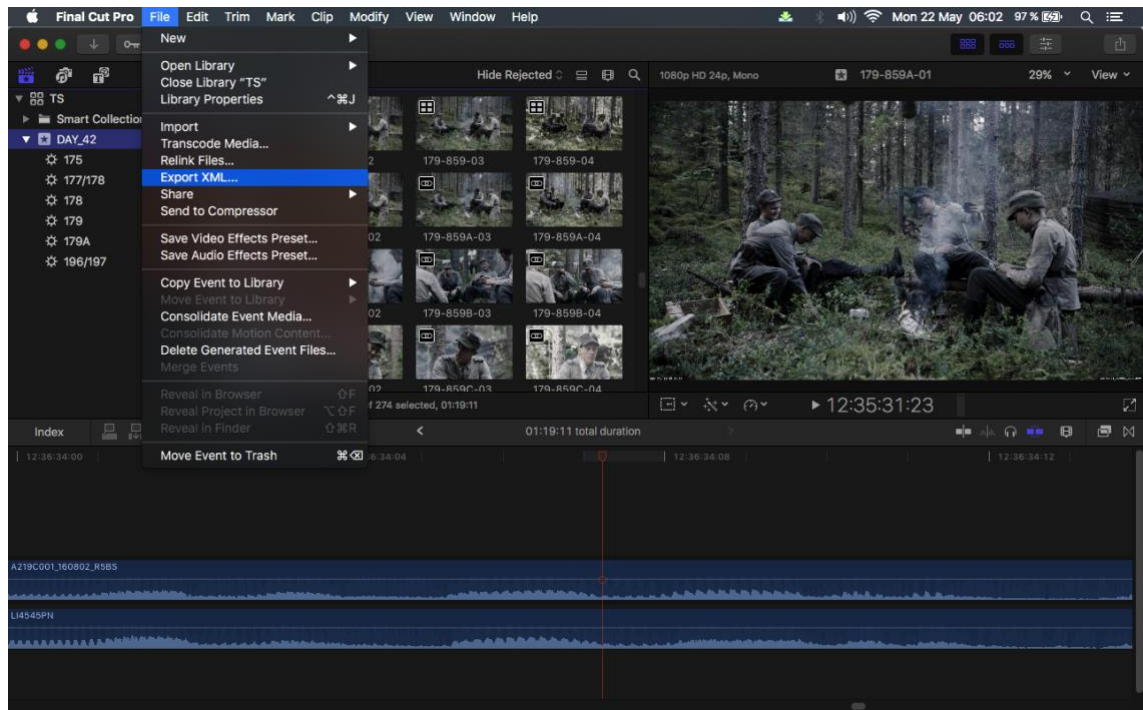 Final Cut Pro File Edit Trim Mark Clip Modify View Window Help Mon 22 May 06:02 97 %
New
Open Library
Close Library "TS"
Library Properties ^⌘J
Import
Transcode Media...
Relink Files...
Export XML...
Share
Send to Compressor
Save Video Effects Preset...
Save Audio Effects Preset...
Copy Event to Library
Move Event to Library
Consolidate Event Media...
Consolidate Motion Content...
Delete Generated Event Files...
Merge Events
Reveal in Browser ⇧F
Reveal Project in Browser ⌥⇧F
Reveal in Finder ⇧⌘R
Move Event to Trash ⌘⌫
TS
Smart Collection
DAY_42
175
177/178
178
179
179A
196/197
Hide Rejected
179-859-03 179-859-04
02 179-859A-03 179-859A-04
02 179-859B-03 179-859B-04
02 179-859C-03 179-859C-04
274 selected, 01:19:11
1080p HD 24p, Mono 179-859A-01 29% View
12:35:31:23
Index 01:19:11 total duration
12:36:34:00 36:34:04 12:36:34:08 12:36:34:12
A219C001_160802_R5BS
LI4545PN